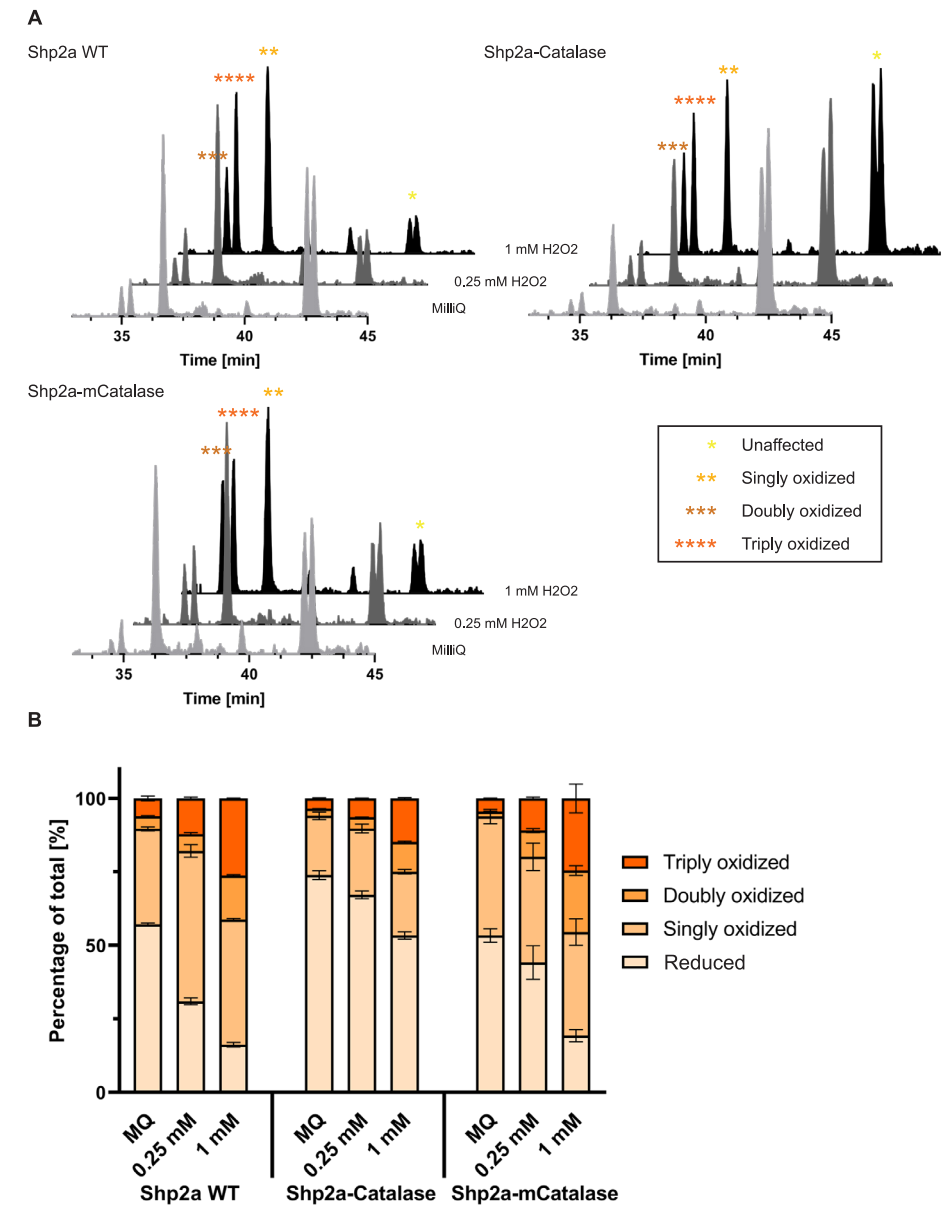 A
Shp2a WT
**
****
***
*
1 mM H2O2
0.25 mM H2O2
MilliQ
35
40
45
Time [min]
Shp2a-Catalase
*
**
****
***
1 mM H2O2
0.25 mM H2O2
MilliQ
35
40
45
Time [min]
Shp2a-mCatalase
**
****
***
*
1 mM H2O2
0.25 mM H2O2
MilliQ
35
40
45
Time [min]
* Unaffected
** Singly oxidized
*** Doubly oxidized
**** Triply oxidized
B
Percentage of total [%]
100
50
0
MQ
0.25 mM
1 mM
MQ
0.25 mM
1 mM
MQ
0.25 mM
1 mM
Shp2a WT
Shp2a-Catalase
Shp2a-mCatalase
Triply oxidized
Doubly oxidized
Singly oxidized
Reduced